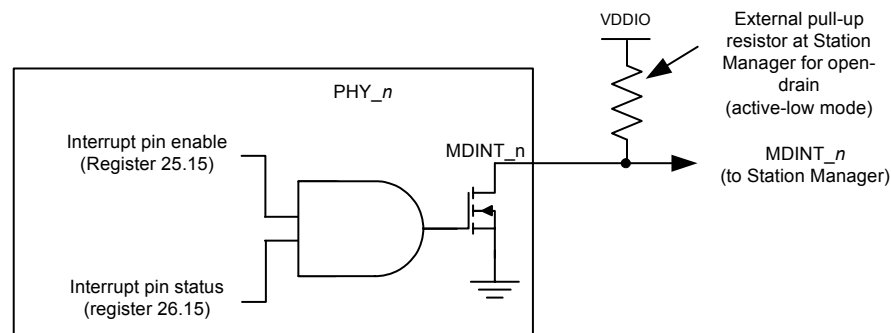 VDDIO
External pull-up
resistor at Station
Manager for open-
drain
(active-low mode)
PHY_n
Interrupt pin enable
(Register 25.15)
MDINT_n
MDINT_n
(to Station Manager)
Interrupt pin status
(register 26.15)